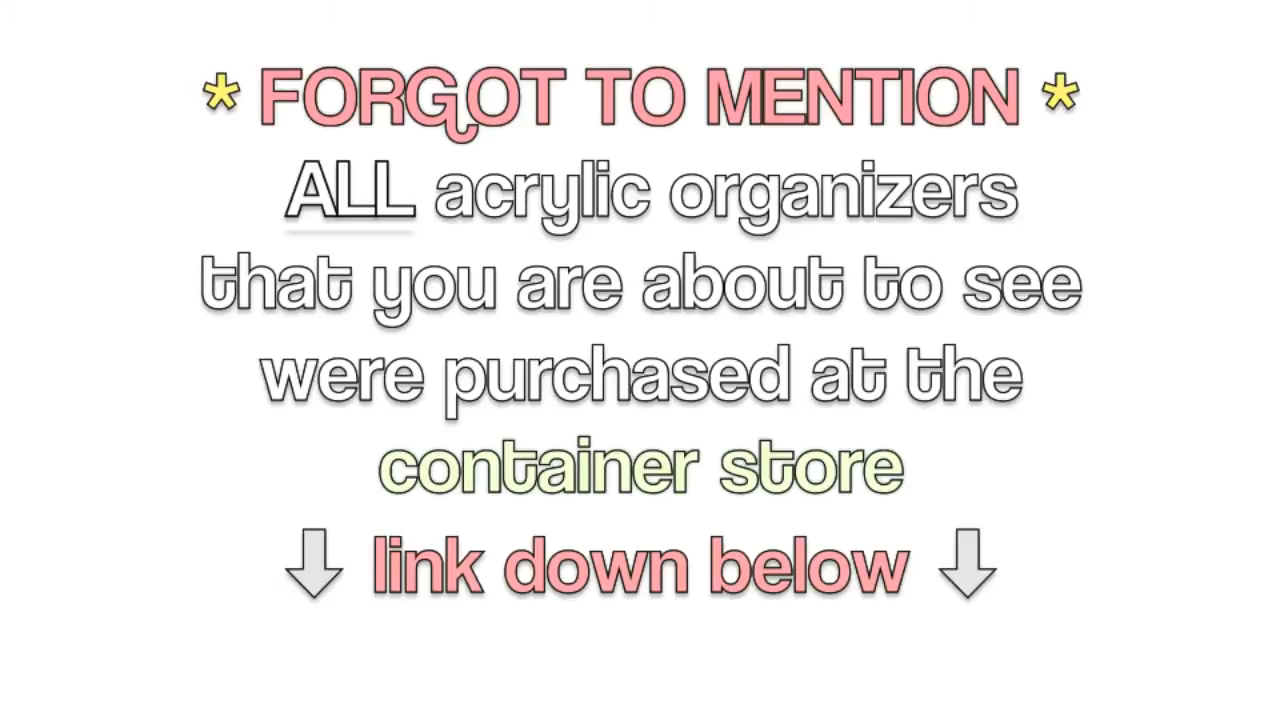 * FORGOT TO MENTION *
ALL acrylic organizers
that you are about to see
were purchased at the
container store
link down below